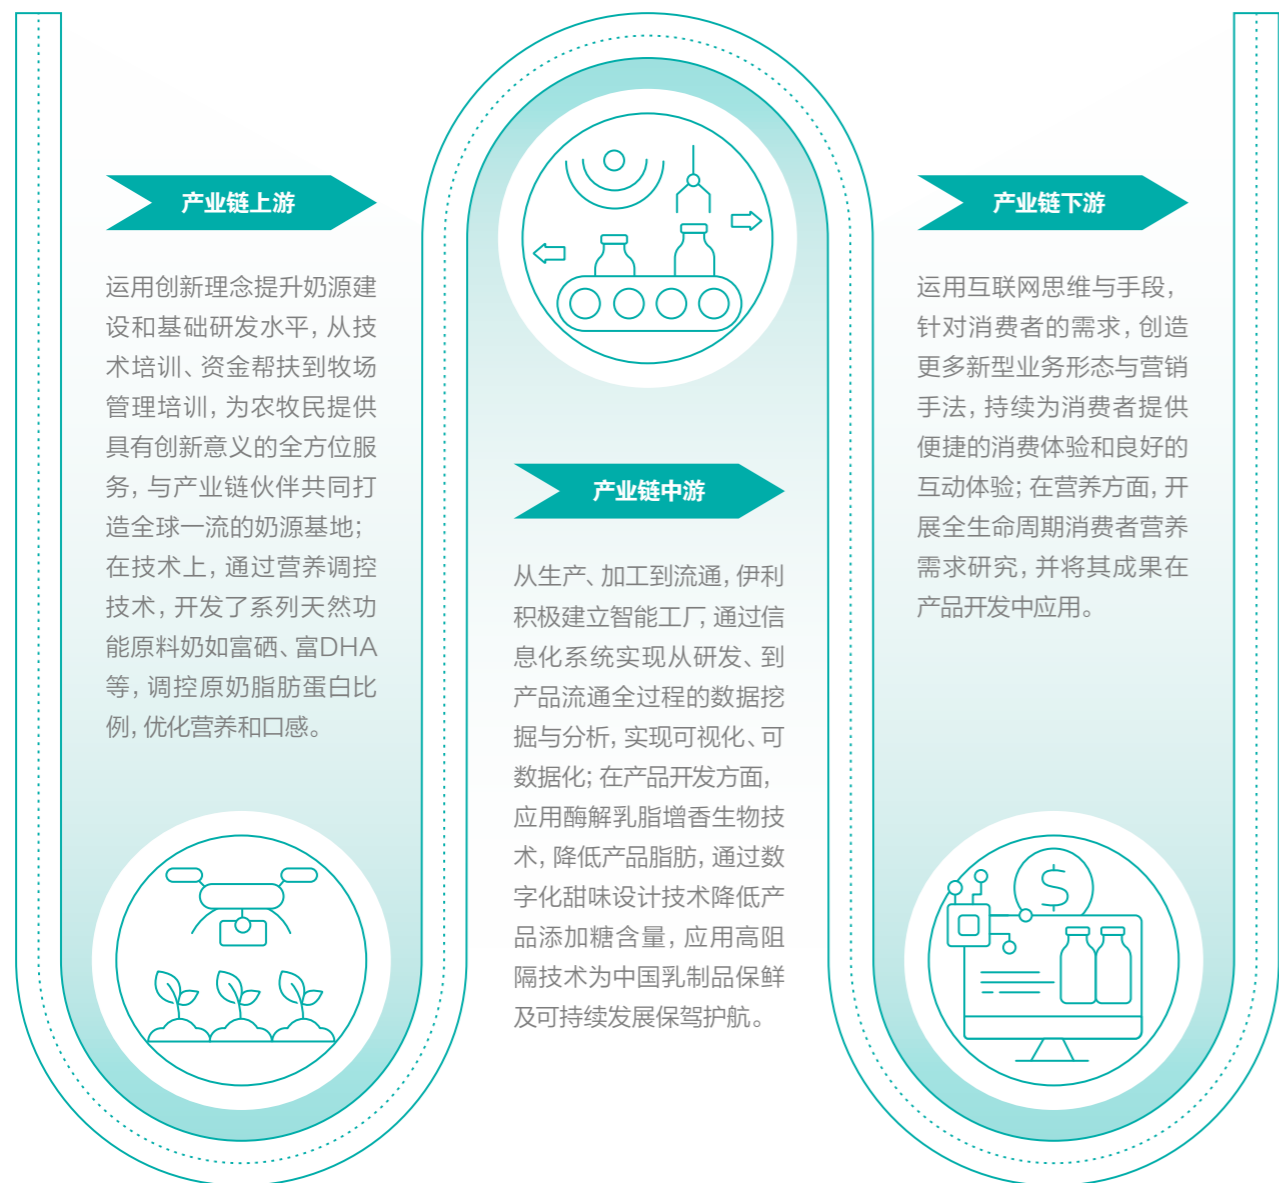 产业链上游
运用创新理念提升奶源建
设和基础研发水平，从技
术培训、资金帮扶到牧场
管理培训，为农牧民提供
具有创新意义的全方位服
务，与产业链伙伴共同打
造全球一流的奶源基地；
在技术上，通过营养调控
技术，开发了系列天然功
能原料奶如富硒、富DHA
等，调控原奶脂肪蛋白比
例，优化营养和口感。
产业链中游
从生产、加工到流通，伊利
积极建立智能工厂，通过信
息化系统实现从研发、到
产品流通全过程的数据挖
掘与分析，实现可视化、可
数据化；在产品开发方面，
应用酶解乳脂增香生物技
术，降低产品脂肪，通过数
字化甜味设计技术降低产
品添加糖含量，应用高阻
隔技术为中国乳制品保鲜
及可持续发展保驾护航。
产业链下游
运用互联网思维与手段，
针对消费者的需求，创造
更多新型业务形态与营销
手法，持续为消费者提供
便捷的消费体验和良好的
互动体验；在营养方面，开
展全生命周期消费者营养
需求研究，并将其成果在
产品开发中应用。
$